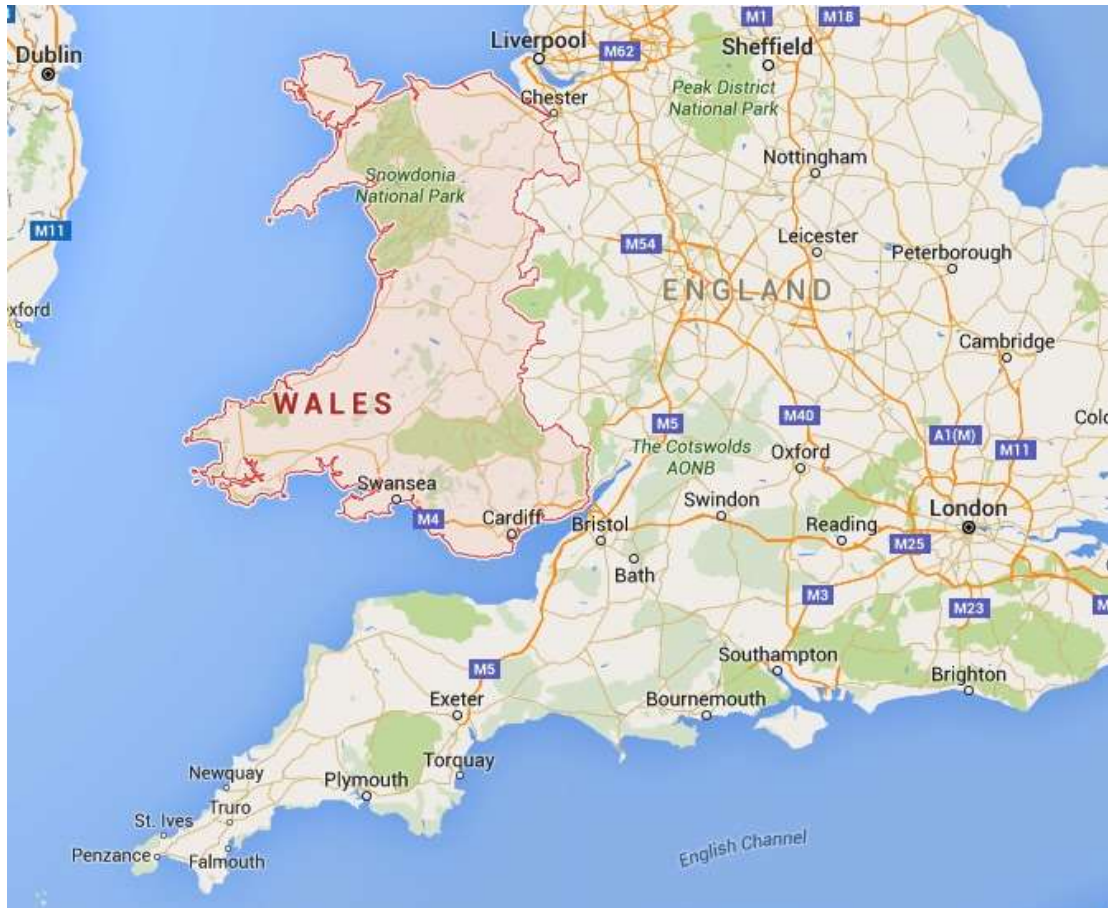 M1
M18
Dublin
Liverpool
M62
Sheffield
Peak District
National Park
Chester
Nottingham
Snowdonia
National Park
M11
M54
Leicester
Peterborough
ENGLAND
xford
Cambridge
WALES
M5
M40
A1(M)
M11
Colc
The Cotswolds
AONB
Oxford
Swansea
M4
Cardiff
Bristol
Swindon
Reading
London
M25
Bath
M3
M23
M
Southampton
M5
Brighton
Exeter
Bournemouth
Torquay
Newquay
Plymouth
Truro
St. Ives
Penzance
Falmouth
English Channel